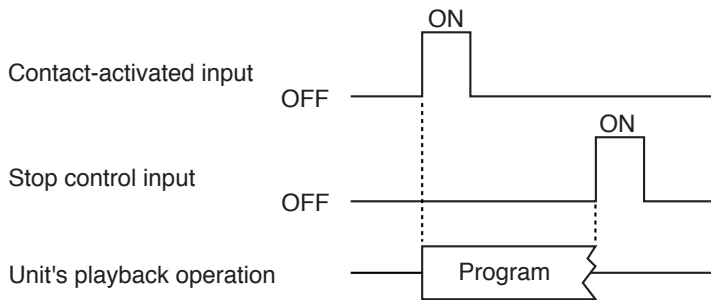 ON
Contact-activated input
OFF
ON
Stop control input
OFF
Unit's playback operation
Program